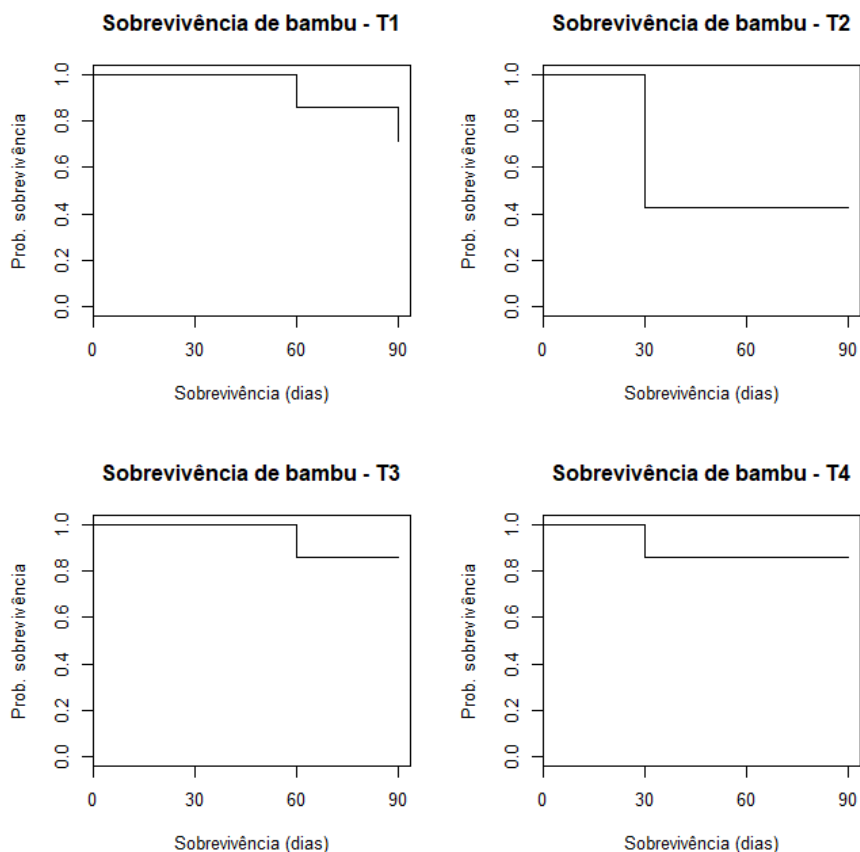 Sobrevivência de bambu - T1
Prob. sobrevivência
1.0
0.8
0.6
0.4
0.2
0.0
0 30 60 90
Sobrevivência (dias)
Sobrevivência de bambu - T2
Prob. sobrevivência
1.0
0.8
0.6
0.4
0.2
0.0
0 30 60 90
Sobrevivência (dias)
Sobrevivência de bambu - T3
Prob. sobrevivência
1.0
0.8
0.6
0.4
0.2
0.0
0 30 60 90
Sobrevivência (dias)
Sobrevivência de bambu - T4
Prob. sobrevivência
1.0
0.8
0.6
0.4
0.2
0.0
0 30 60 90
Sobrevivência (dias)